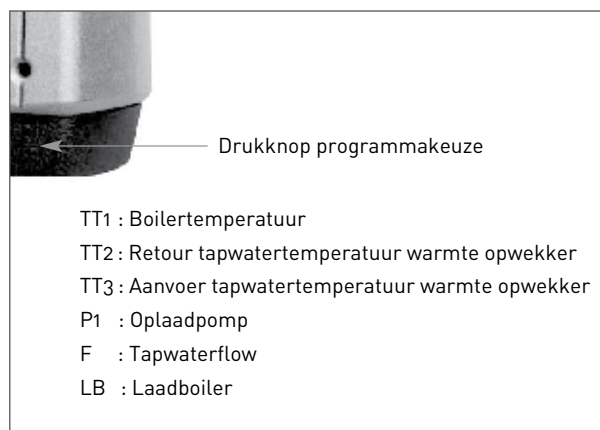 Drukknop programmakeuze
TT1 : Boilertemperatuur
TT2 : Retour tapwatertemperatuur warmte opwekker
TT3 : Aanvoer tapwatertemperatuur warmte opwekker
P1 : Oplaadpomp
F : Tapwaterflow
LB : Laadboiler